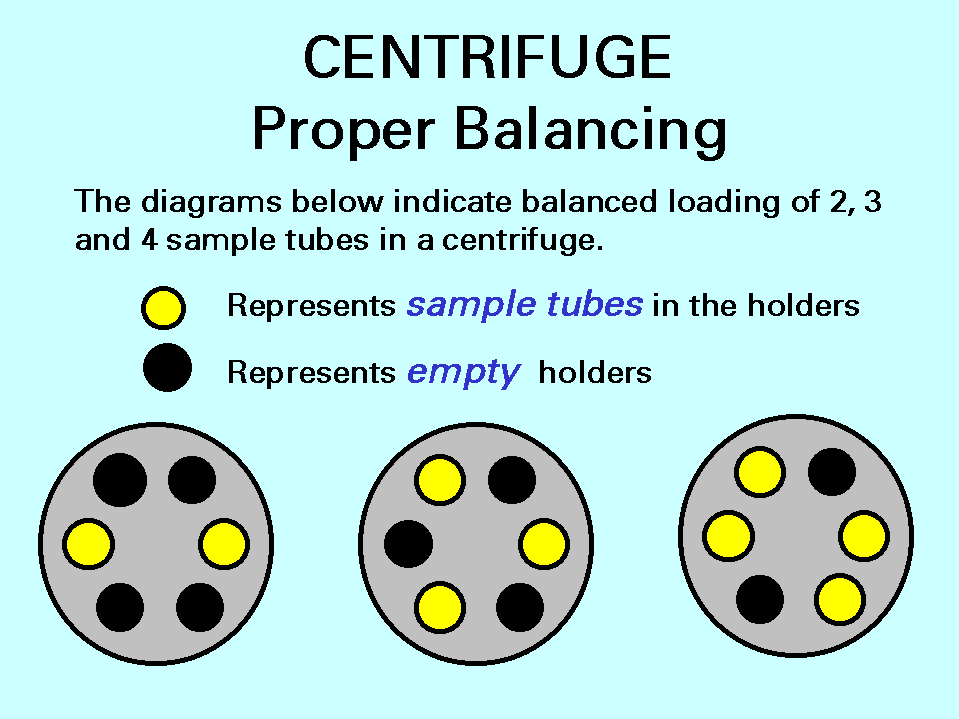 CENTRIFUGE
Proper Balancing
The diagrams below indicate balanced loading of 2, 3
and 4 sample tubes in a centrifuge.
Represents sample tubes in the holders
Represents empty holders